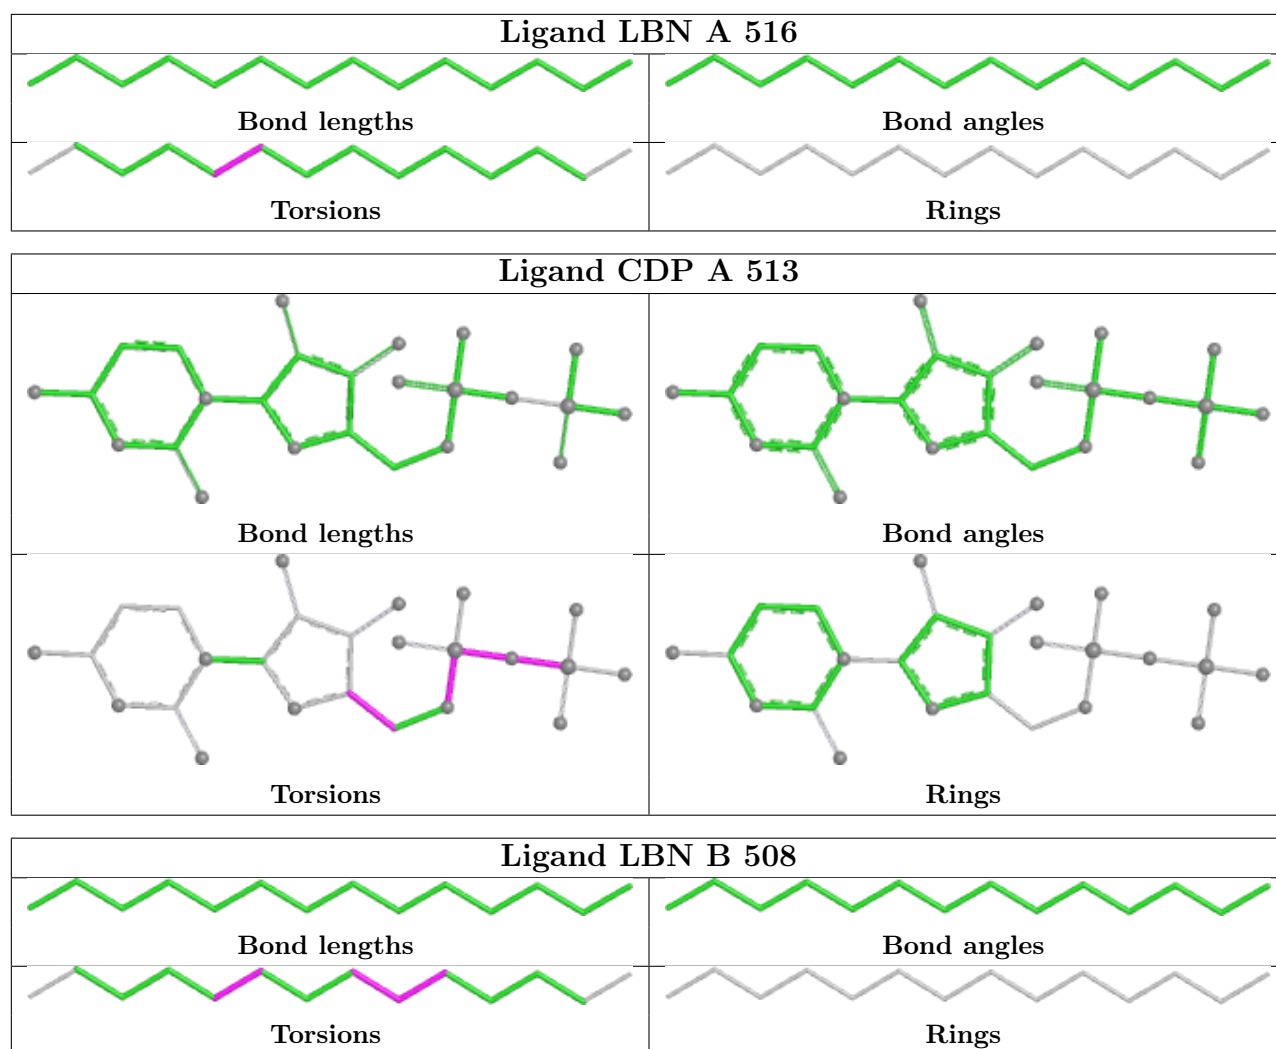 Ligand LBN A 516
Bond lengths Bond angles
Torsions Rings
Ligand CDP A 513
Bond lengths Bond angles
Torsions Rings
Ligand LBN B 508
Bond lengths Bond angles
Torsions Rings